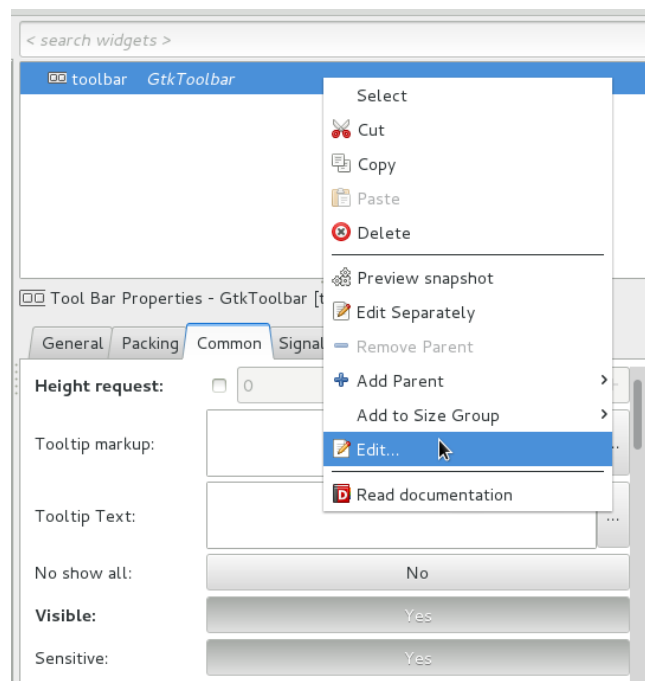 < search widgets >
toolbar GtkToolbar
Select
Cut
Copy
Paste
Delete
Preview snapshot
Edit Separately
Remove Parent
Add Parent
Add to Size Group
Edit...
Read documentation
Tool Bar Properties - GtkToolbar [t
General Packing Common Signal
Height request: 0
Tooltip markup:
Tooltip Text: ...
No show all: No
Visible: Yes
Sensitive: Yes